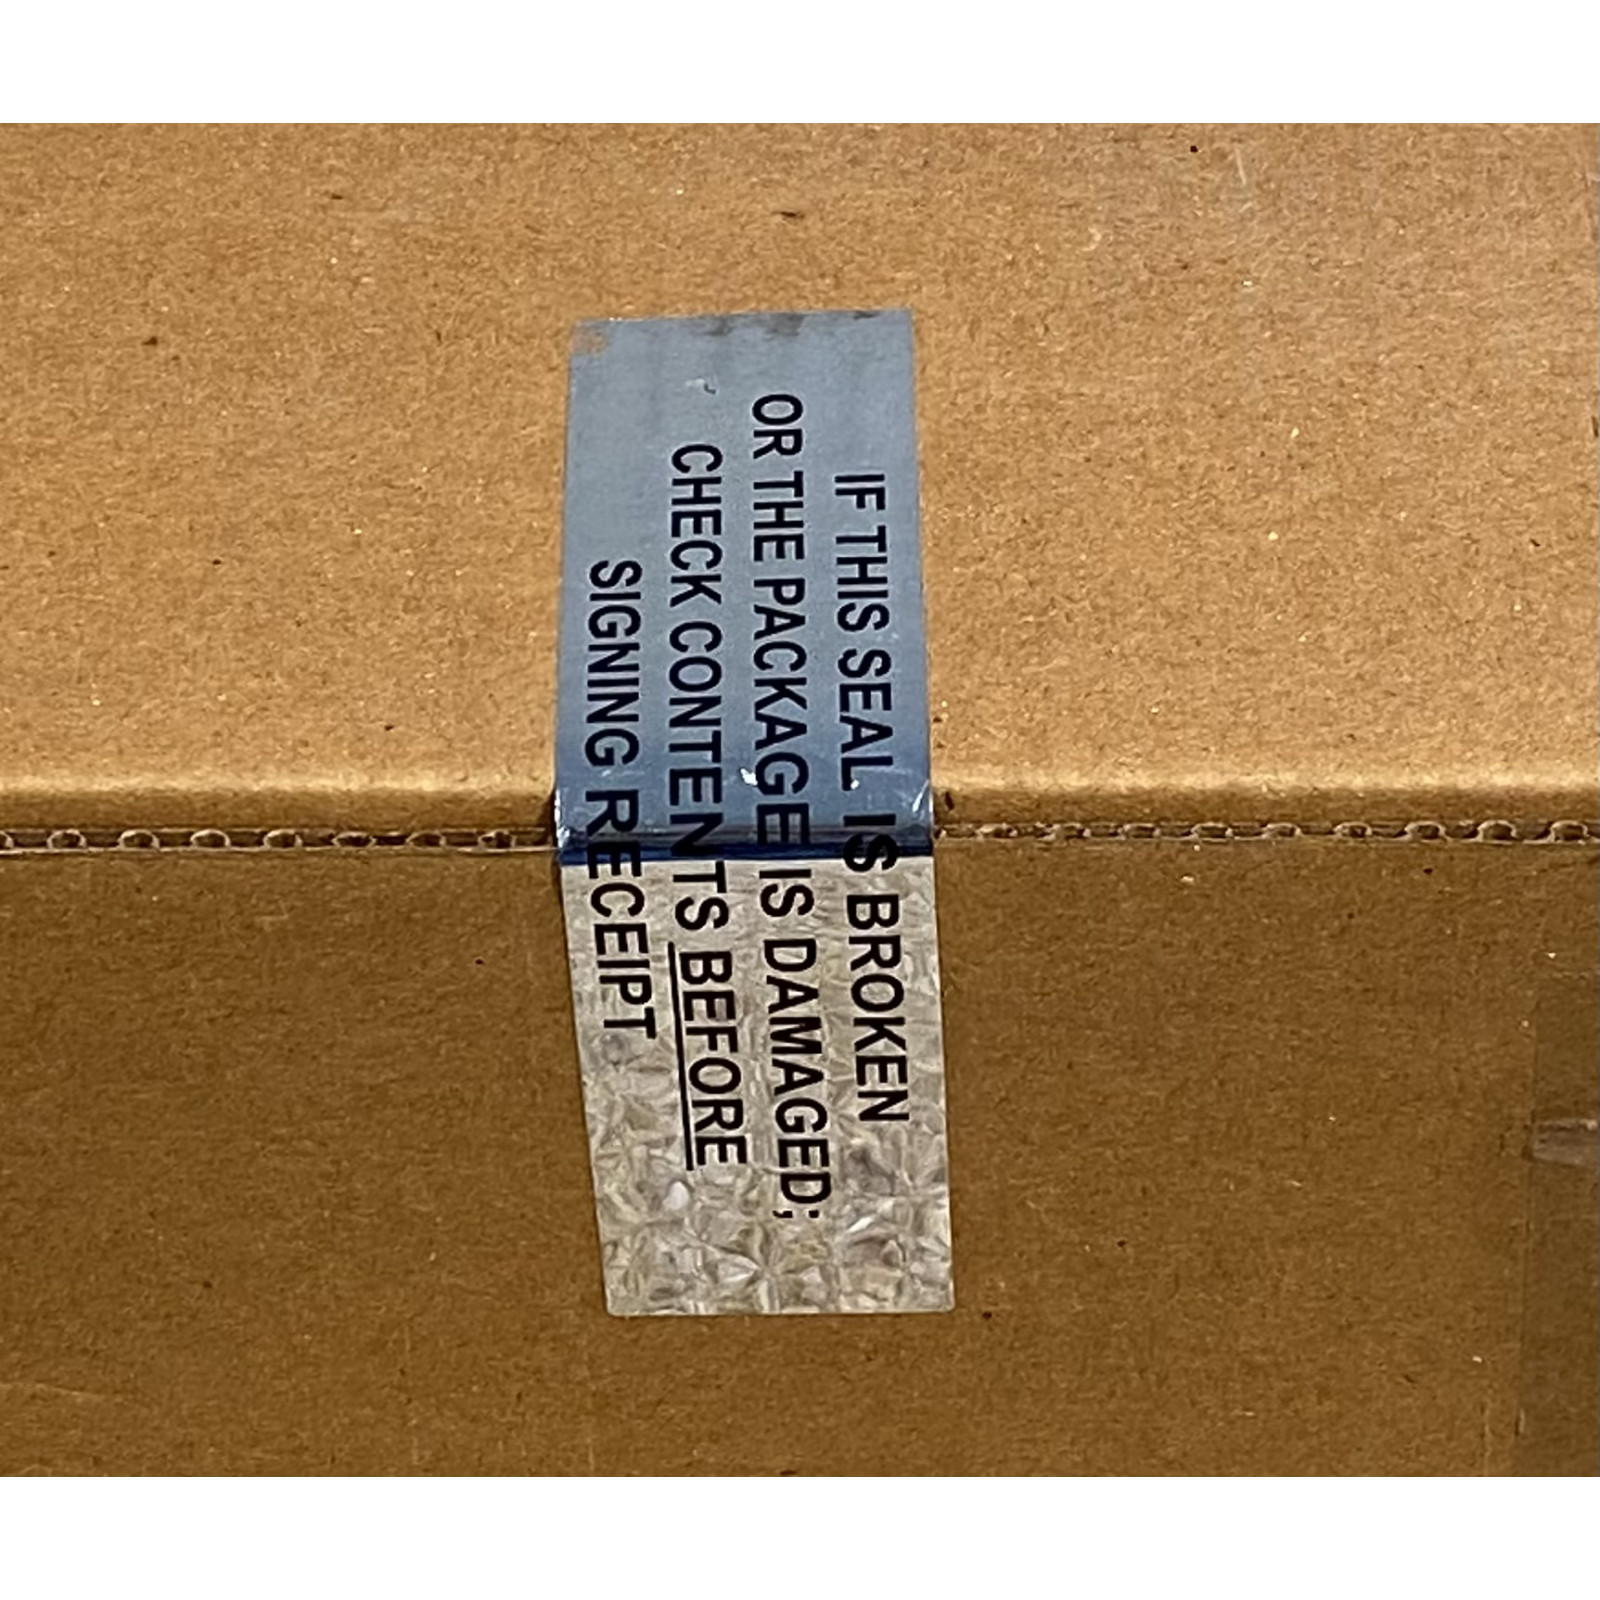 IF THIS SEAL IS BROKEN
OR THE PACKAGE IS DAMAGED;
CHECK CONTENTS BEFORE
SIGNING RECEIPT